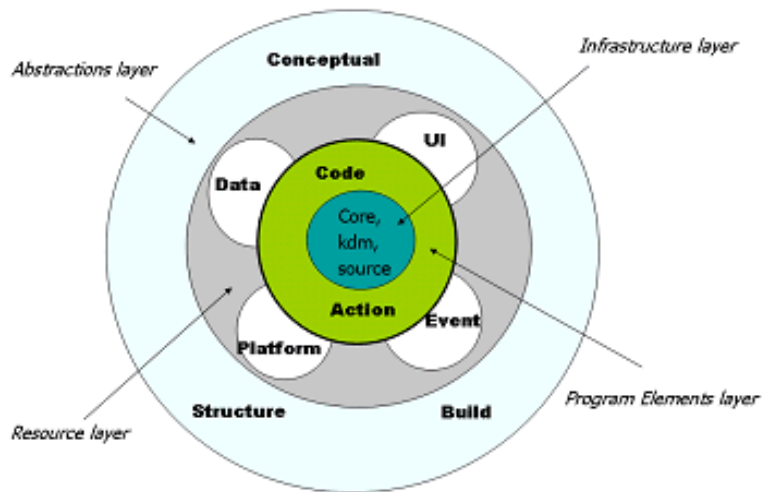 Infrastructure layer
Conceptual
Abstractions layer
UI
Code
Data
Core,
kdm,
source
Action
Event
Platform
Program Elements layer
Structure
Build
Resource layer